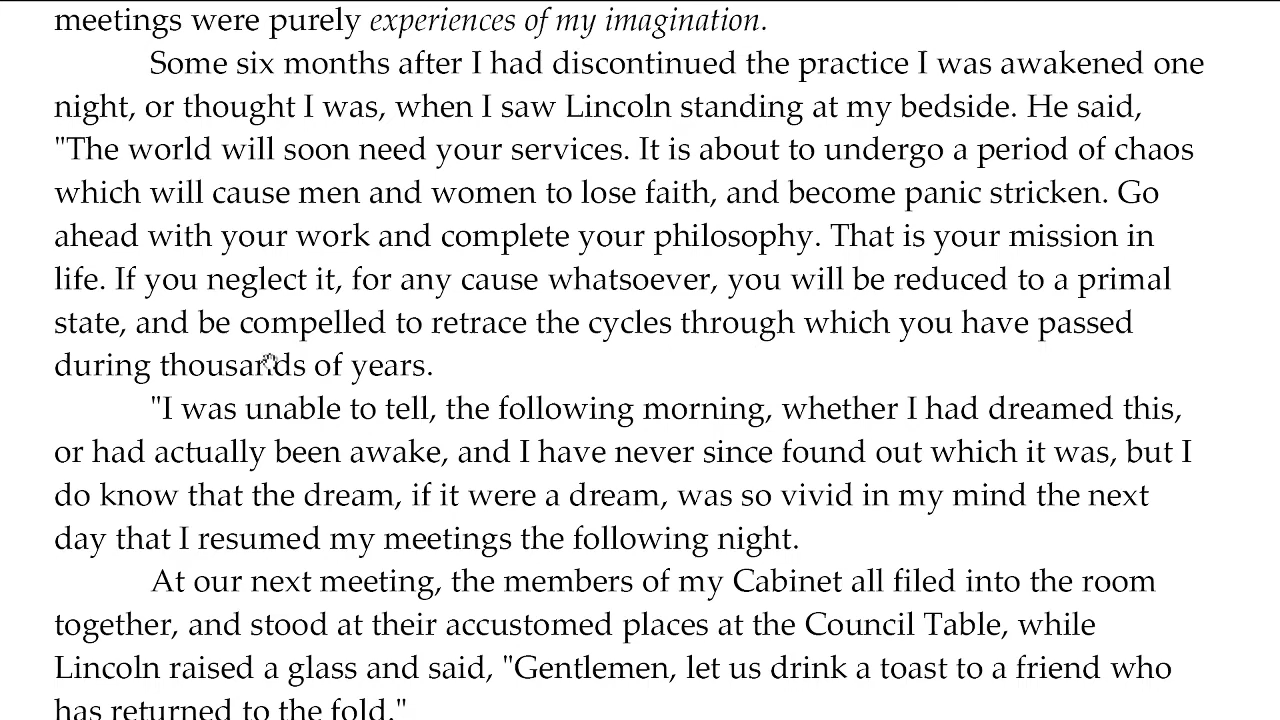 meetings were purely experiences of my imagination.
Some six months after I had discontinued the practice I was awakened one
night, or thought I was, when I saw Lincoln standing at my bedside. He said,
"The world will soon need your services. It is about to undergo a period of chaos
which will cause men and women to lose faith, and become panic stricken. Go
ahead with your work and complete your philosophy. That is your mission in
life. If you neglect it, for any cause whatsoever, you will be reduced to a primal
state, and be compelled to retrace the cycles through which you have passed
during thousands of years.
"I was unable to tell, the following morning, whether I had dreamed this,
or had actually been awake, and I have never since found out which it was, but I
do know that the dream, if it were a dream, was so vivid in my mind the next
day that I resumed my meetings the following night.
At our next meeting, the members of my Cabinet all filed into the room
together, and stood at their accustomed places at the Council Table, while
Lincoln raised a glass and said, "Gentlemen, let us drink a toast to a friend who
has returned to the fold."